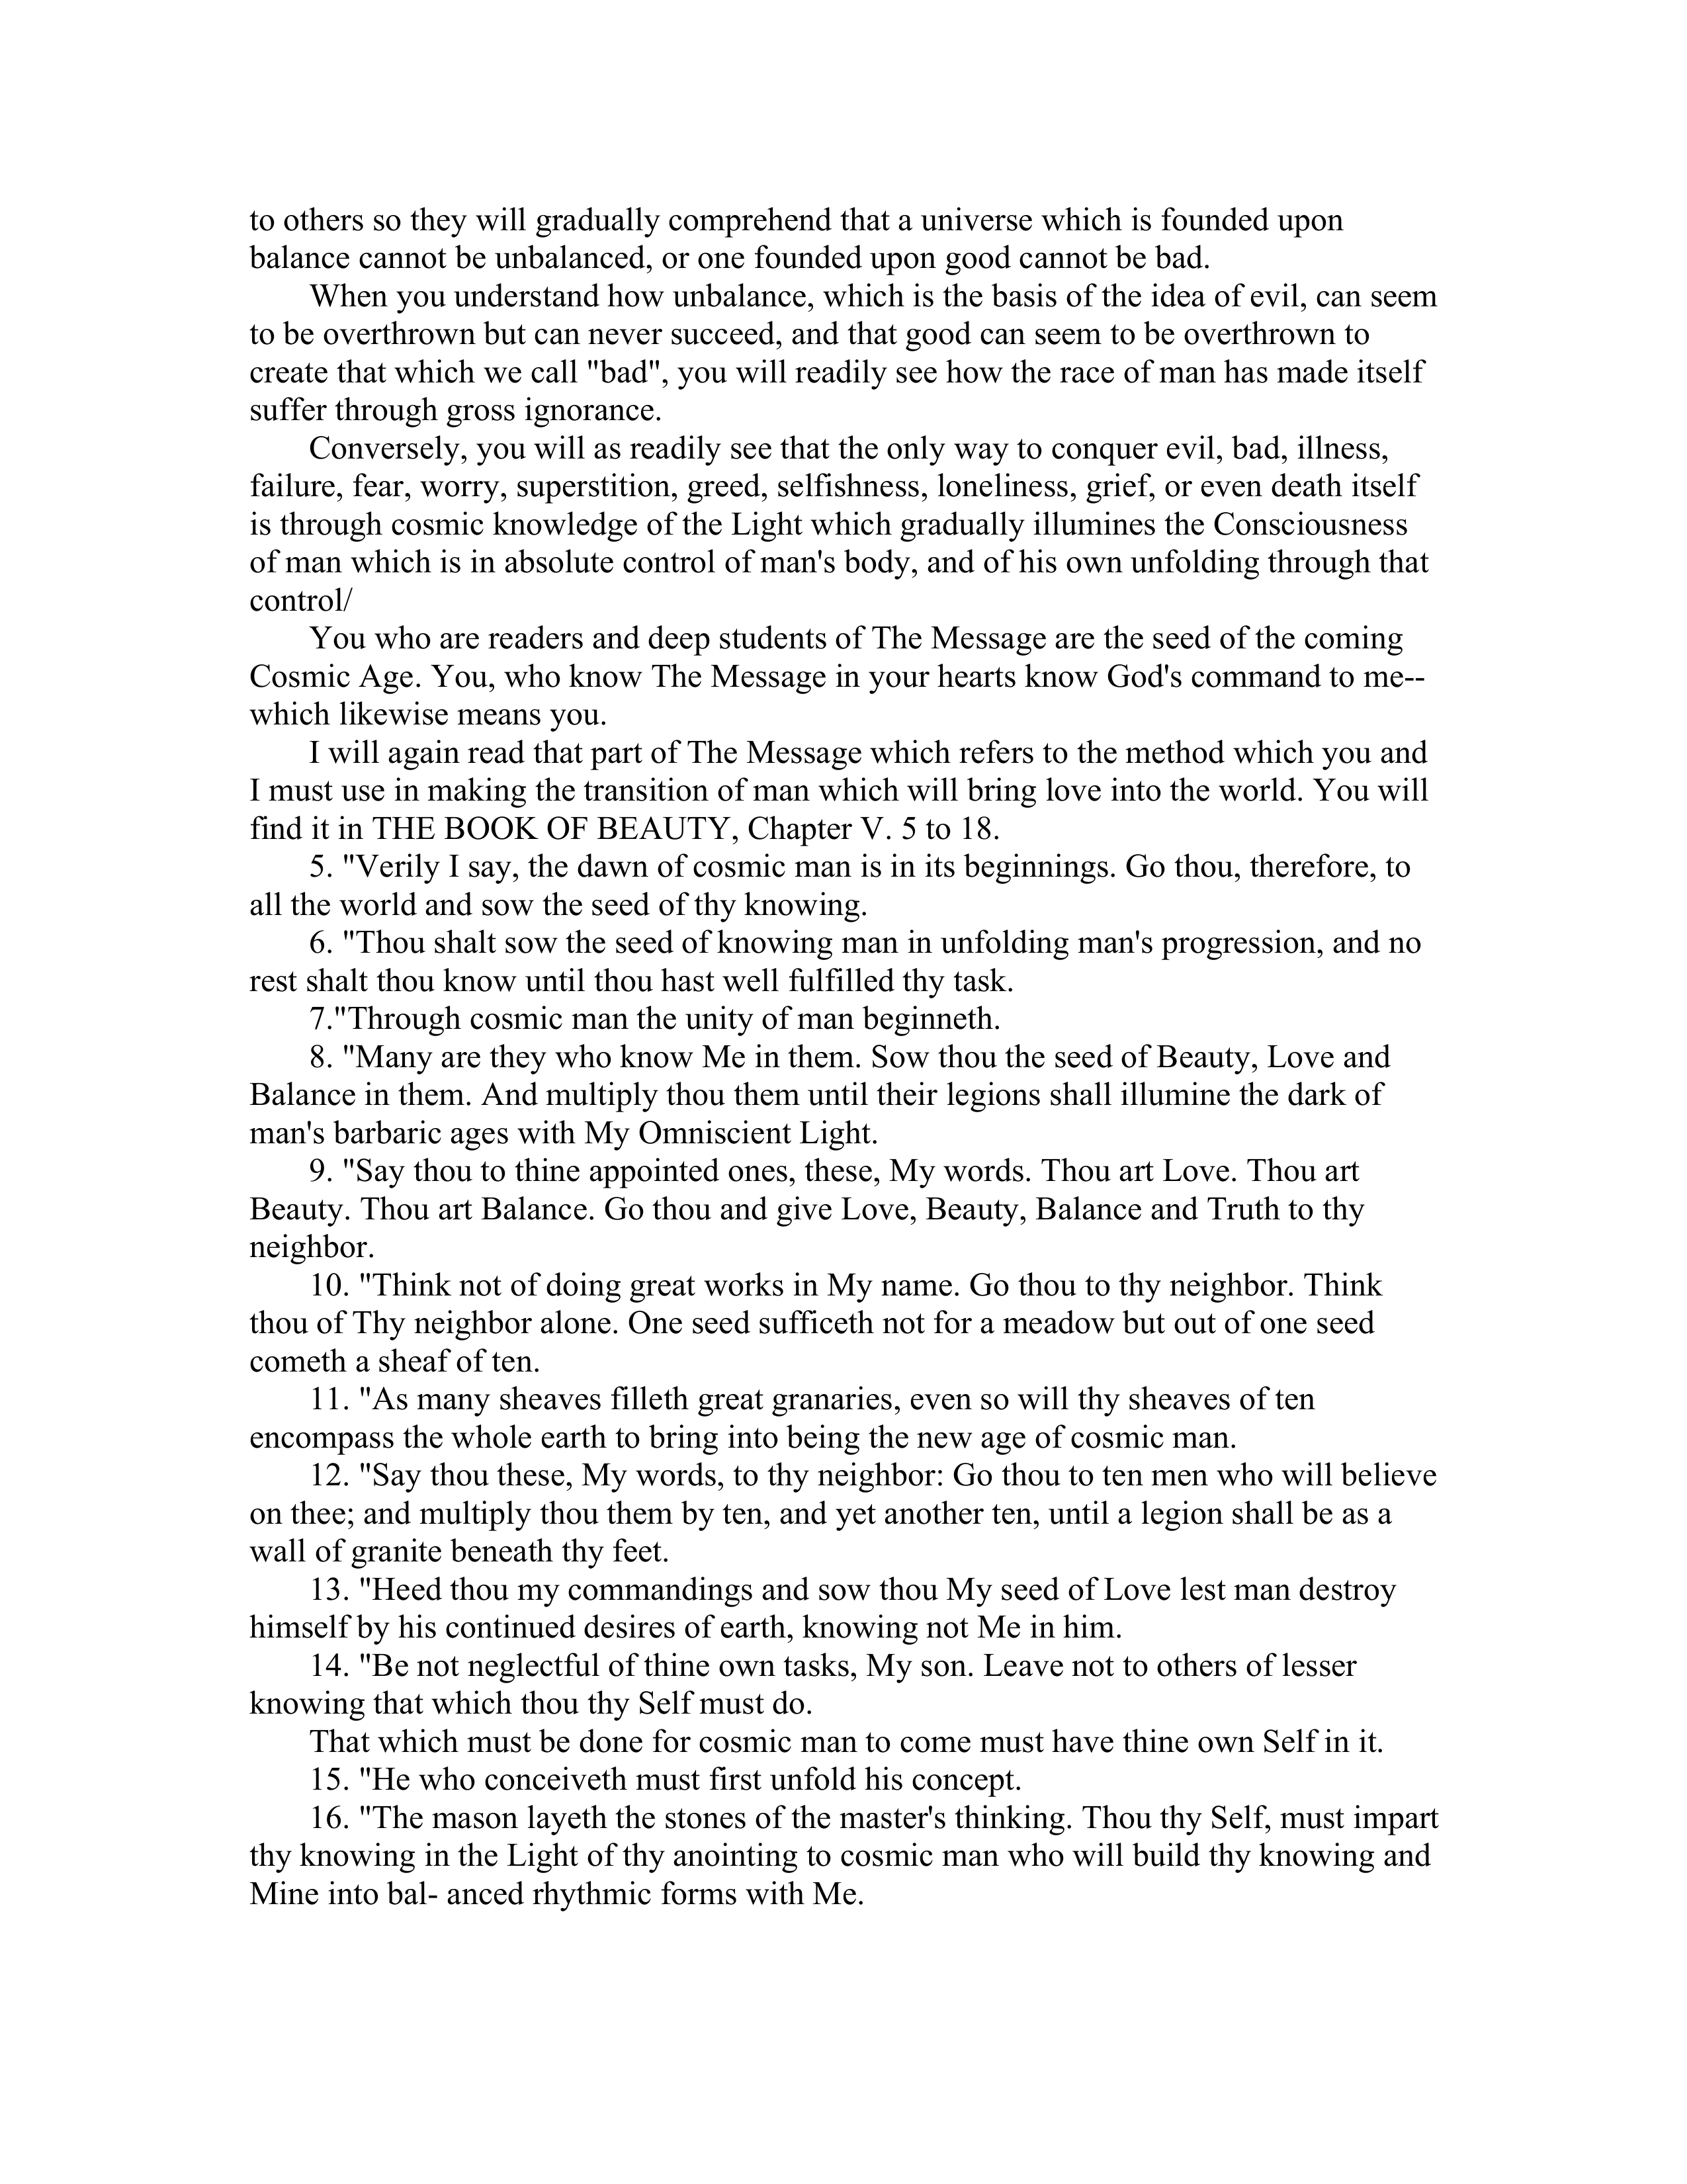 to others so they will gradually comprehend that a universe which is founded upon
balance cannot be unbalanced, or one founded upon good cannot be bad.
When you understand how unbalance, which is the basis of the idea of evil, can seem
to be overthrown but can never succeed, and that good can seem to be overthrown to
create that which we call "bad", you will readily see how the race of man has made itself
suffer through gross ignorance.
Conversely, you will as readily see that the only way to conquer evil, bad, illness,
failure, fear, worry, superstition, greed, selfishness, loneliness, grief, or even death itself
is through cosmic knowledge of the Light which gradually illumines the Consciousness
of man which is in absolute control of man's body, and of his own unfolding through that
control/
You who are readers and deep students of The Message are the seed of the coming
Cosmic Age. You, who know The Message in your hearts know God's command to me--
which likewise means you.
I will again read that part of The Message which refers to the method which you and
I must use in making the transition of man which will bring love into the world. You will
find it in THE BOOK OF BEAUTY, Chapter V. 5 to 18.
5. "Verily I say, the dawn of cosmic man is in its beginnings. Go thou, therefore, to
all the world and sow the seed of thy knowing.
6. "Thou shalt sow the seed of knowing man in unfolding man's progression, and no
rest shalt thou know until thou hast well fulfilled thy task.
7."Through cosmic man the unity of man beginneth.
8. "Many are they who know Me in them. Sow thou the seed of Beauty, Love and
Balance in them. And multiply thou them until their legions shall illumine the dark of
man's barbaric ages with My Omniscient Light.
9. "Say thou to thine appointed ones, these, My words. Thou art Love. Thou art
Beauty. Thou art Balance. Go thou and give Love, Beauty, Balance and Truth to thy
neighbor.
10. "Think not of doing great works in My name. Go thou to thy neighbor. Think
thou of Thy neighbor alone. One seed sufficeth not for a meadow but out of one seed
cometh a sheaf of ten.
11. "As many sheaves filleth great granaries, even so will thy sheaves of ten
encompass the whole earth to bring into being the new age of cosmic man.
12. "Say thou these, My words, to thy neighbor: Go thou to ten men who will believe
on thee; and multiply thou them by ten, and yet another ten, until a legion shall be as a
wall of granite beneath thy feet.
13. "Heed thou my commandings and sow thou My seed of Love lest man destroy
himself by his continued desires of earth, knowing not Me in him.
14. "Be not neglectful of thine own tasks, My son. Leave not to others of lesser
knowing that which thou thy Self must do.
That which must be done for cosmic man to come must have thine own Self in it.
15. "He who conceiveth must first unfold his concept.
16. "The mason layeth the stones of the master's thinking. Thou thy Self, must impart
thy knowing in the Light of thy anointing to cosmic man who will build thy knowing and
Mine into bal- anced rhythmic forms with Me.